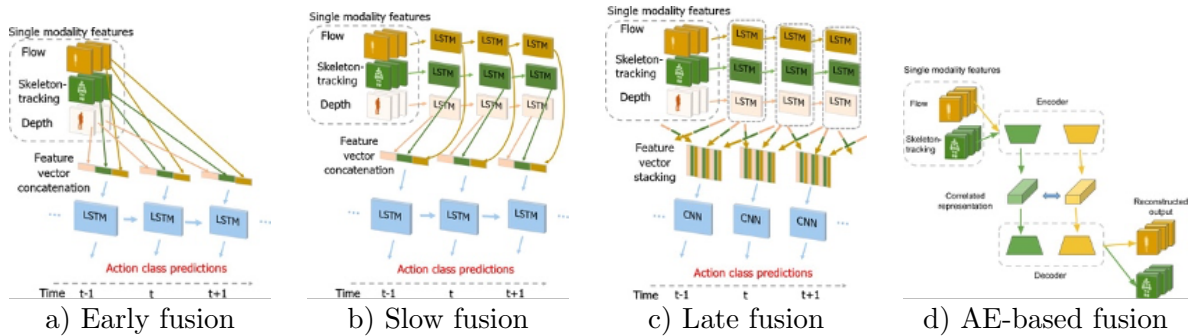 Single modality features
Flow
Skeleton-
tracking
Depth
Feature
vector
concatenation
LSTM
LSTM
LSTM
...
...
Action class predictions
Time
t-1
t
t+1
a) Early fusion
Single modality features
Flow
Skeleton-
tracking
Depth
LSTM
LSTM
LSTM
LSTM
LSTM
LSTM
LSTM
LSTM
LSTM
Feature
vector
concatenation
...
LSTM
LSTM
LSTM
...
Action class predictions
Time
t-1
t
t+1
b) Slow fusion
Single modality features
Flow
Skeleton-
tracking
Depth
LSTM
LSTM
LSTM
LSTM
LSTM
LSTM
LSTM
LSTM
LSTM
Feature
vector
stacking
...
CNN
CNN
CNN
...
Action class predictions
Time
t-1
t
t+1
c) Late fusion
Single modality features
Flow
Skeleton-
tracking
Encoder
Correlated
representation
Reconstructed
output
Decoder
d) AE-based fusion